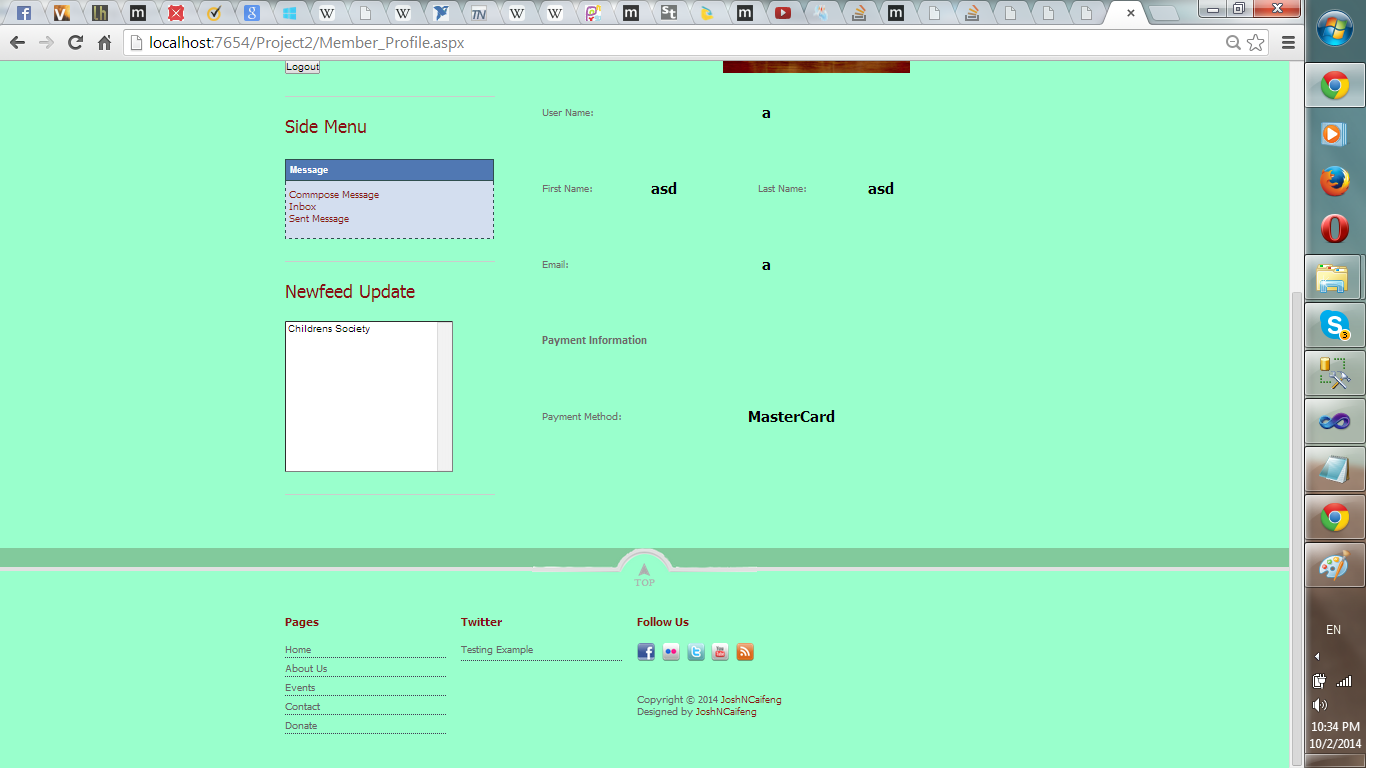 localhost:7654/Project2/Member_Profile.aspx
Logout
Side Menu
Message
Commpose Message
Inbox
Sent Message
Newfeed Update
Childrens Society
User Name: a
First Name: asd Last Name: asd
Email: a
Payment Information
Payment Method: MasterCard
TOP
Pages
Home
About Us
Events
Contact
Donate
Twitter
Testing Example
Follow Us
Copyright © 2014 JoshNCaifeng
Designed by JoshNCaifeng
EN
10:34 PM
10/2/2014